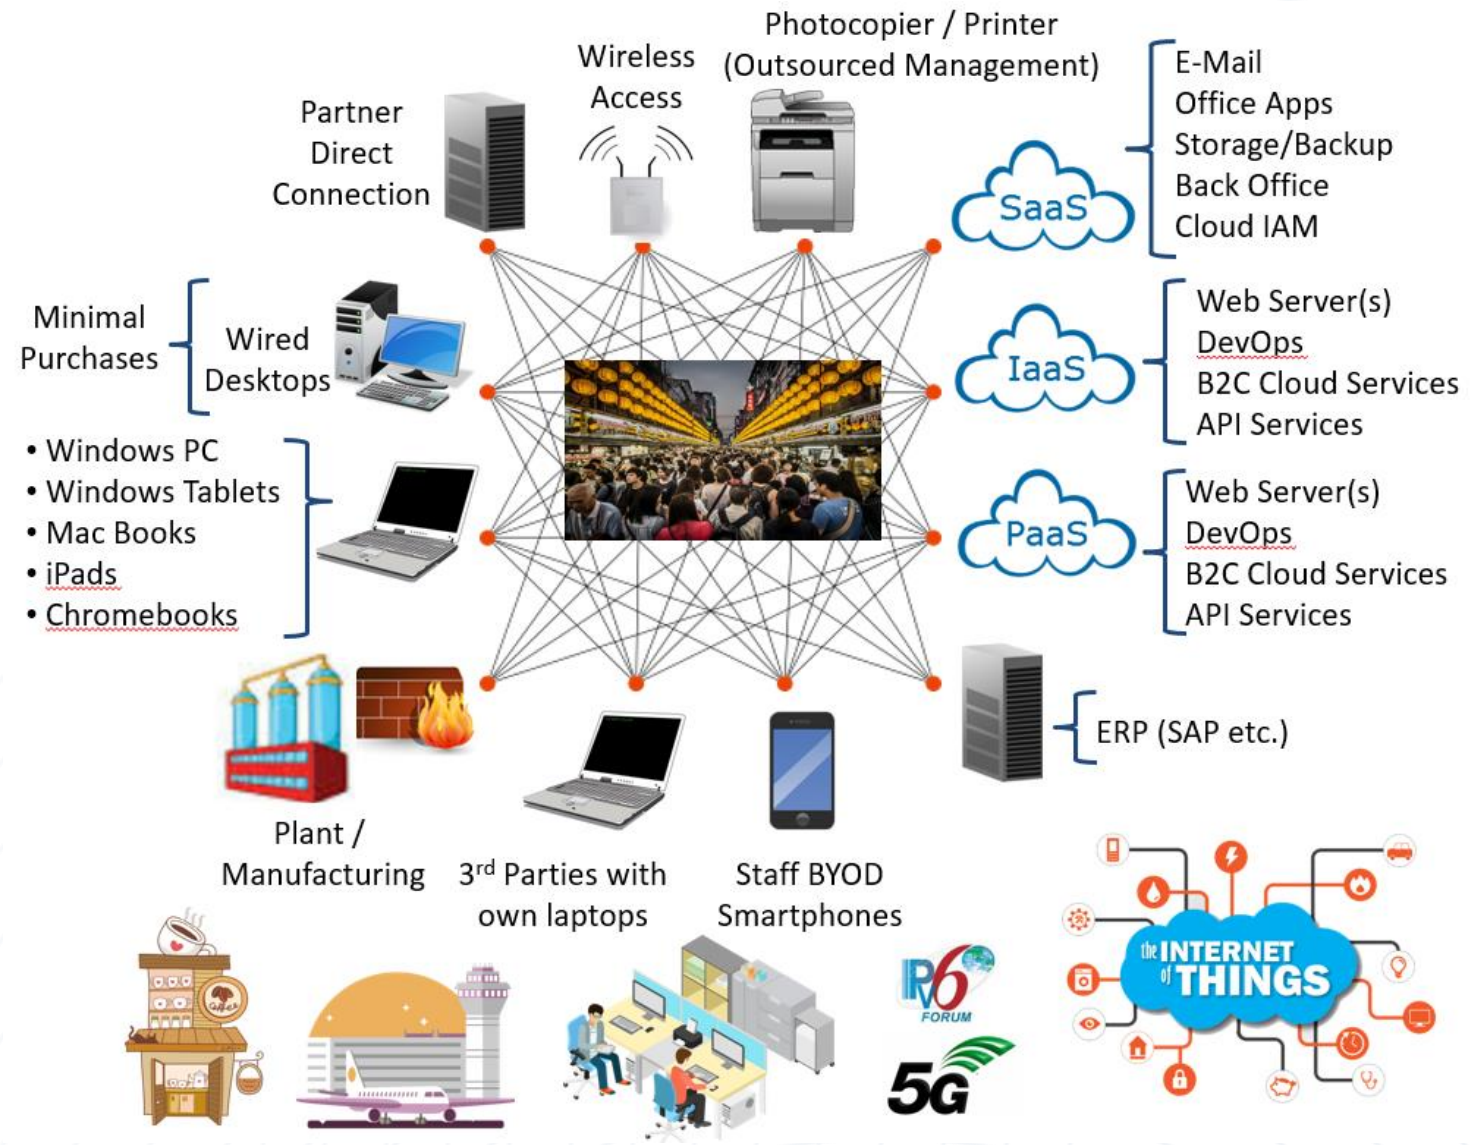 Photocopier / Printer
(Outsourced Management)
Wireless
Access
Partner
Direct
Connection
E-Mail
Office Apps
Storage/Backup
Back Office
Cloud IAM
SaaS
Minimal
Purchases
Wired
Desktops
IaaS
Web Server(s)
DevOps
B2C Cloud Services
API Services
• Windows PC
• Windows Tablets
• Mac Books
• iPads
• Chromebooks
PaaS
Web Server(s)
DevOps
B2C Cloud Services
API Services
ERP (SAP etc.)
Plant /
Manufacturing
3rd Parties with
own laptops
Staff BYOD
Smartphones
Coffee
IPv6
FORUM
5G
the INTERNET
of THINGS